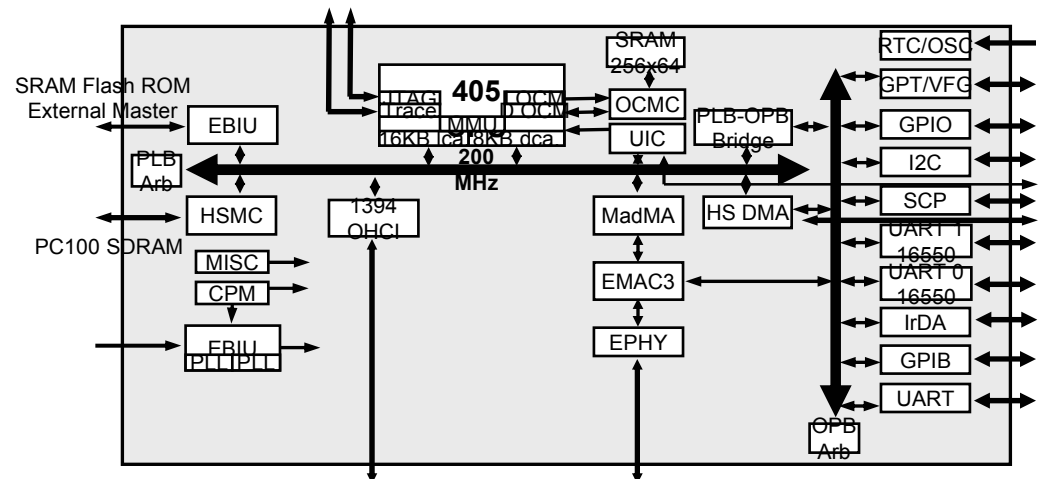 SRAM Flash ROM
External Master
EBIU
PLB
Arb
HSMC
PC100 SDRAM
MISC
CPM
EBIU
PLL PLL
405
JTAG
Trace
I OCM
D OCM
MMU
16KB Ica
8KB dca
200
MHz
1394
OHCI
SRAM
256x64
OCMC
UIC
PLB-OPB
Bridge
MadMA
HS DMA
EMAC3
EPHY
RTC/OSC
GPT/VFG
GPIO
I2C
SCP
UART 1
16550
UART 0
16550
IrDA
GPIB
UART
OPB
Arb